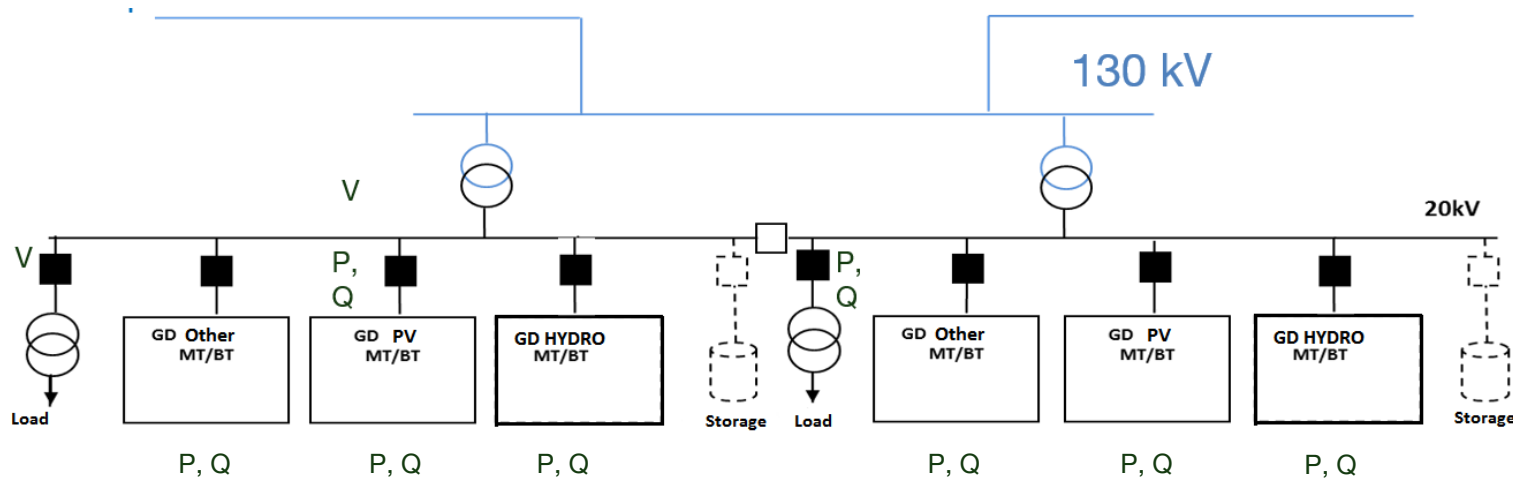 130 kV
V
20kV
V
P,
Q
P,
Q
GD Other
MT/BT
GD PV
MT/BT
GD HYDRO
MT/BT
GD Other
MT/BT
GD PV
MT/BT
GD HYDRO
MT/BT
Load
Storage
Load
Storage
P, Q
P, Q
P, Q
P, Q
P, Q
P, Q